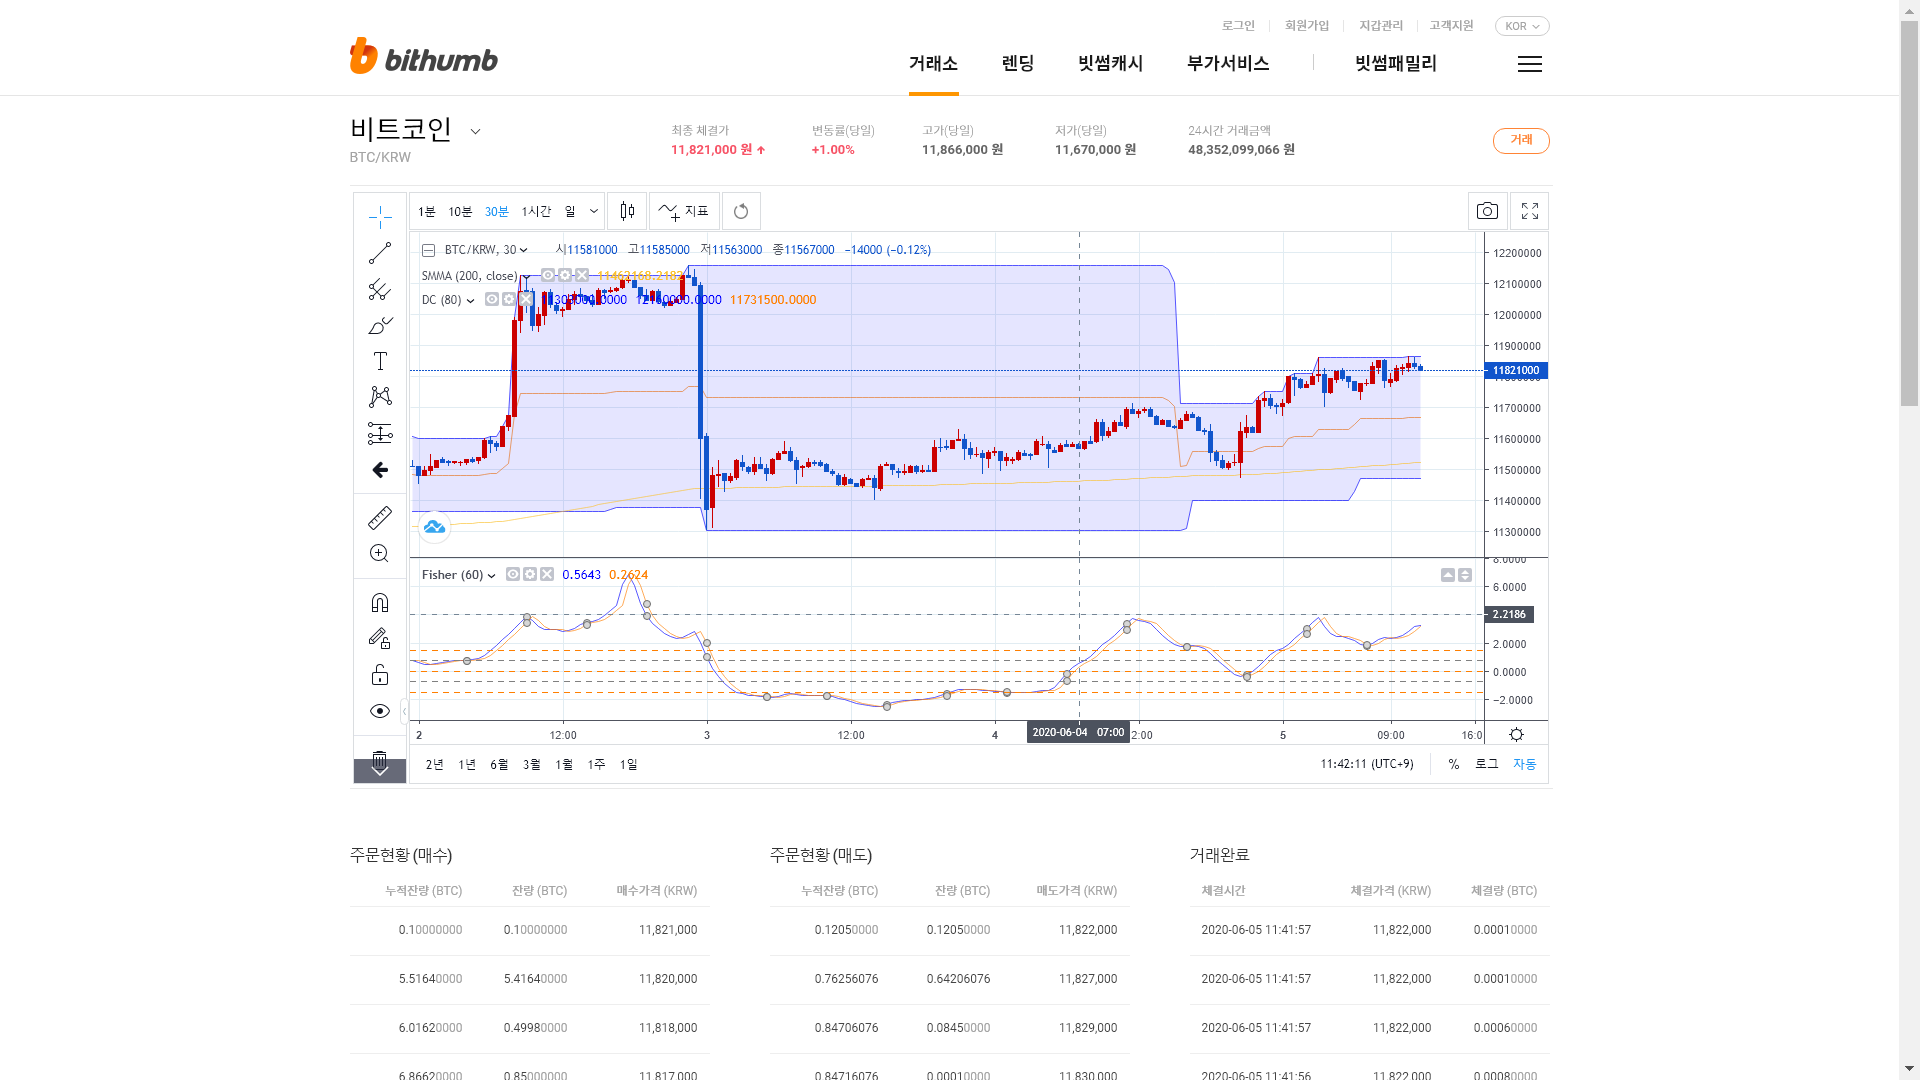 로그인 회원가입 지갑관리 고객지원 KOR
bithumb
거래소 렌딩 빗썸캐시 부가서비스 빗썸패밀리
비트코인
BTC/KRW
최종 체결가 변동률(당일) 고가(당일) 저가(당일) 24시간 거래금액
11,821,000 원 +1.00% 11,866,000 원 11,670,000 원 48,352,099,066 원
거래
1분 10분 30분 1시간 일 지표
BTC/KRW, 30 시11581000 고11585000 저11563000 종11567000 −14000 (−0.12%)
SMMA (200, close)
DC (80) 11731500.0000
12200000
12100000
12000000
11900000
11821000
11700000
11600000
11500000
11400000
11300000
Fisher (60) 0.5643 0.2624
8.0000
6.0000
2.2186
2.0000
0.0000
−2.0000
2 12:00 3 12:00 4 2020-06-04 07:00 2:00 5 09:00 16:0
2년 1년 6월 3월 1월 1주 1일 11:42:11 (UTC+9) % 로그 자동
주문현황 (매수)
누적잔량 (BTC) 잔량 (BTC) 매수가격 (KRW)
0.10000000 0.10000000 11,821,000
5.51640000 5.41640000 11,820,000
6.01620000 0.49980000 11,818,000
6.86620000 0.85000000 11,817,000
주문현황 (매도)
누적잔량 (BTC) 잔량 (BTC) 매도가격 (KRW)
0.12050000 0.12050000 11,822,000
0.76256076 0.64206076 11,827,000
0.84706076 0.08450000 11,829,000
0.84716076 0.00010000 11,830,000
거래완료
체결시간 체결가격 (KRW) 체결량 (BTC)
2020-06-05 11:41:57 11,822,000 0.00010000
2020-06-05 11:41:57 11,822,000 0.00010000
2020-06-05 11:41:57 11,822,000 0.00060000
2020-06-05 11:41:56 11,822,000 0.00080000